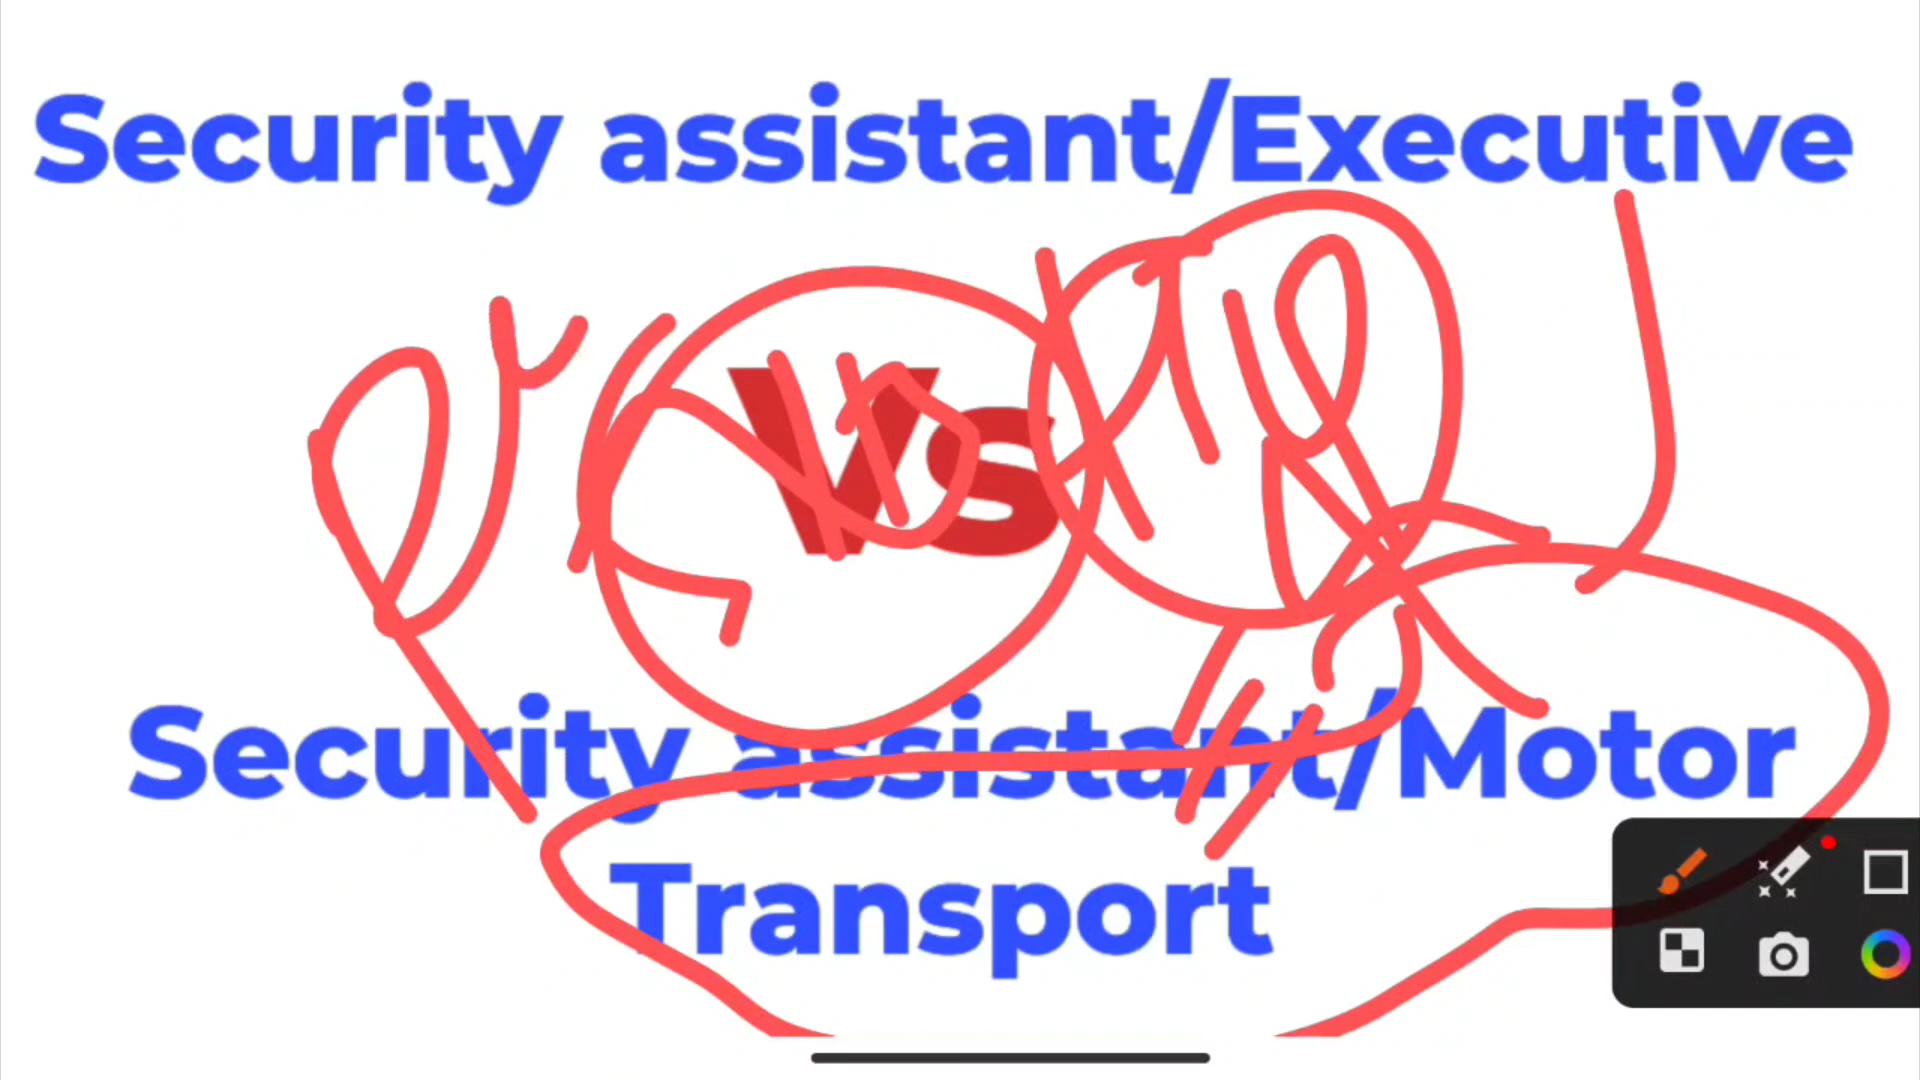 Security assistant/Executive
Vs
Security assistant/Motor
Transport